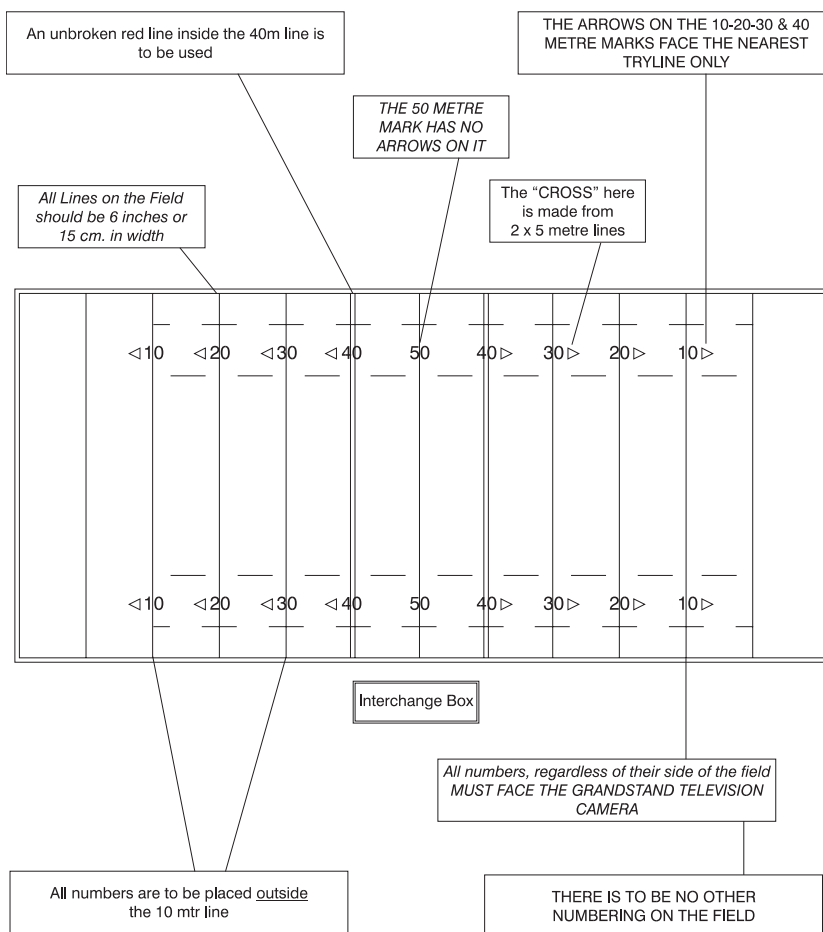 An unbroken red line inside the 40m line is
to be used
THE ARROWS ON THE 10-20-30 & 40
METRE MARKS FACE THE NEAREST
TRYLINE ONLY
THE 50 METRE
MARK HAS NO
ARROWS ON IT
All Lines on the Field
should be 6 inches or
15 cm. in width
The “CROSS” here
is made from
2 x 5 metre lines
10 20 30 40 50 40 30 20 10
10 20 30 40 50 40 30 20 10
Interchange Box
All numbers, regardless of their side of the field
MUST FACE THE GRANDSTAND TELEVISION
CAMERA
All numbers are to be placed outside
the 10 mtr line
THERE IS TO BE NO OTHER
NUMBERING ON THE FIELD